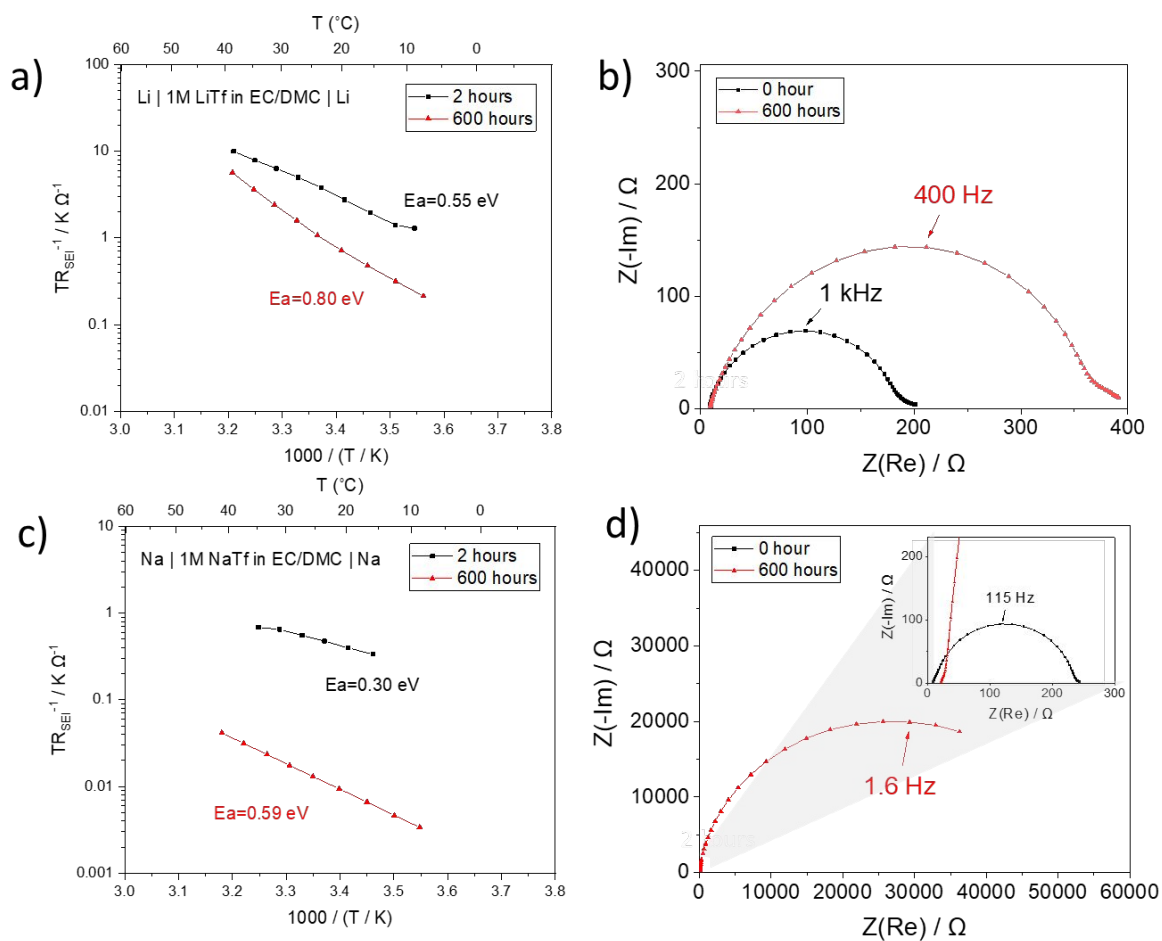 a)
T (°C)
60 50 40 30 20 10 0
100
10
1
0.1
0.01
TR_SEI⁻¹ / K Ω⁻¹
Li | 1M LiTf in EC/DMC | Li
2 hours
600 hours
Ea=0.55 eV
Ea=0.80 eV
3.0 3.1 3.2 3.3 3.4 3.5 3.6 3.7 3.8
1000 / (T / K)
b)
300
250
200
150
100
50
0
Z(-Im) / Ω
0 hour
600 hours
400 Hz
1 kHz
2 hours
0 100 200 300 400
Z(Re) / Ω
c)
T (°C)
60 50 40 30 20 10 0
10
1
0.1
0.01
0.001
TR_SEI⁻¹ / K Ω⁻¹
Na | 1M NaTf in EC/DMC | Na
2 hours
600 hours
Ea=0.30 eV
Ea=0.59 eV
3.0 3.1 3.2 3.3 3.4 3.5 3.6 3.7 3.8
1000 / (T / K)
d)
40000
30000
20000
10000
0
Z(-Im) / Ω
0 hour
600 hours
200
100
0
Z(-Im) / Ω
115 Hz
0 100 200 300
Z(Re) / Ω
1.6 Hz
2 hours
0 10000 20000 30000 40000 50000 60000
Z(Re) / Ω